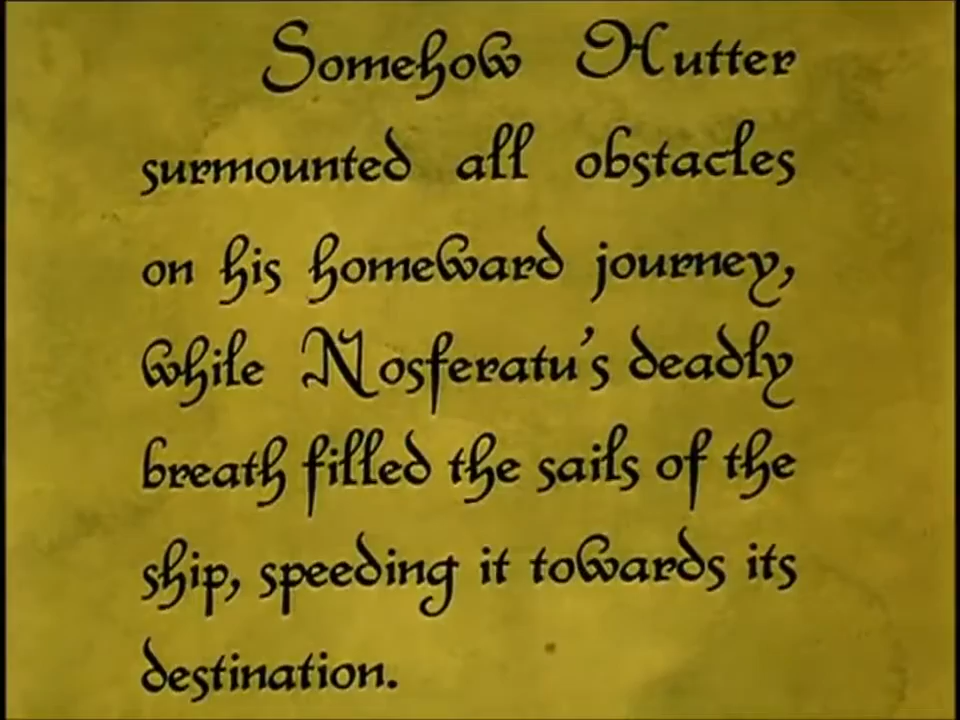 Somehow Hutter
surmounted all obstacles
on his homeward journey,
while Nosferatu's deadly
breath filled the sails of the
ship, speeding it towards its
destination.